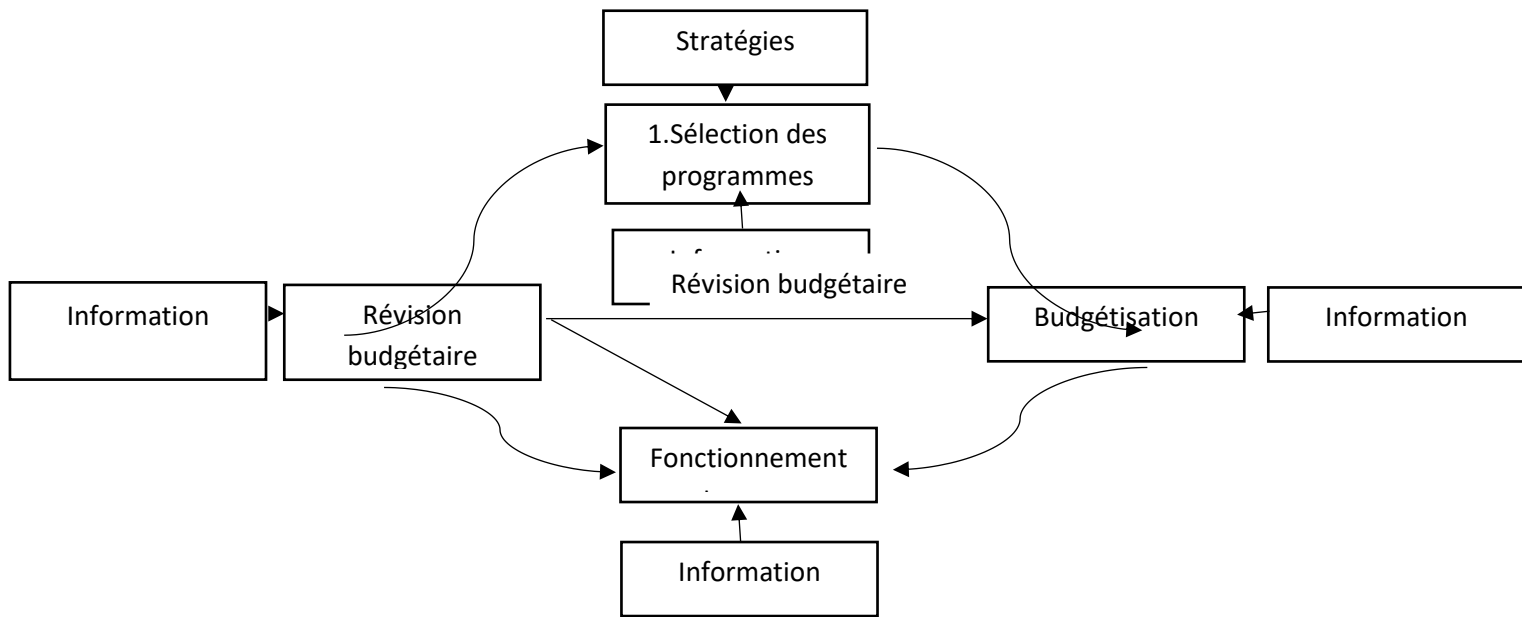 Stratégies
1.Sélection des
programmes
Révision budgétaire
Information
Révision
budgétaire
Budgétisation
Information
Fonctionnement
Information